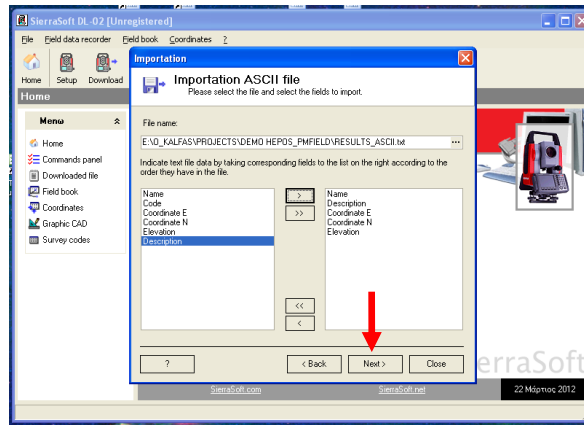 SierraSoft DL-02 [Unregistered]
File Field data recorder Field book Coordinates ?
Home Setup Download
Home
Menu
Home
Commands panel
Downloaded file
Field book
Coordinates
Graphic CAD
Survey codes
Importation
Importation ASCII file
Please select the file and select the fields to import.
File name:
E:\0_KALFAS\PROJECTS\DEMO HEPOS_PMFIELD\RESULTS_ASCII.txt ...
Indicate text file data by taking corresponding fields to the list on the right according to the
order they have in the file.
Name
Code
Coordinate E
Coordinate N
Elevation
Description
>
>>
<<
<
Name
Description
Coordinate E
Coordinate N
Elevation
? < Back Next > Close
erraSoft
SierraSoft.com SierraSoft.net 22 Μάρτιος 2012